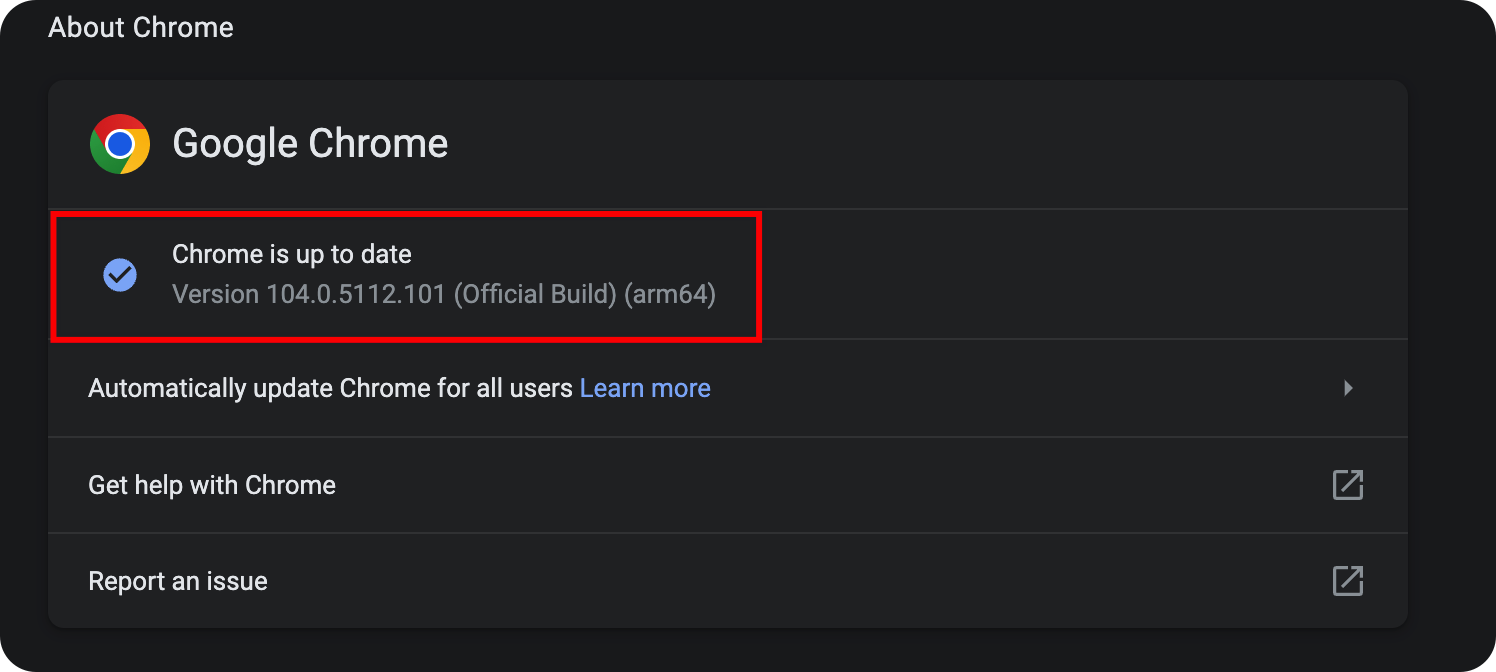 About Chrome
Google Chrome
Chrome is up to date
Version 104.0.5112.101 (Official Build) (arm64)
Automatically update Chrome for all users Learn more
Get help with Chrome
Report an issue